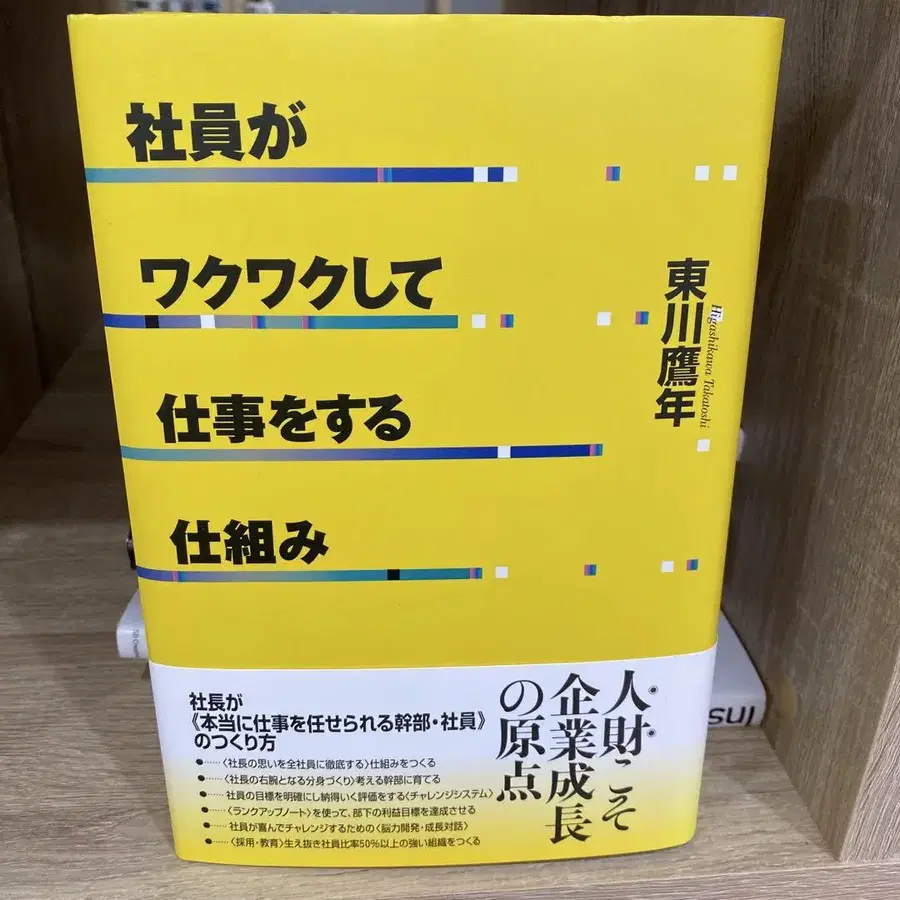 社員が
ワクワクして
仕事をする
仕組み
東川鷹年
Higashikawa Takatoshi
人財こそ
企業成長
の原点
社長が
《本当に仕事を任せられる幹部・社員》
のつくり方
●……〈社長の思いを全社員に徹底する〉仕組みをつくる
●……〈社長の右腕となる分身づくり〉考える幹部に育てる
●……社員の目標を明確にし納得いく評価をする〈チャレンジシステム〉
●……〈ランクアップノート〉を使って、部下の利益目標を達成させる
●……社員が喜んでチャレンジするための〈脳力開発・成長対話〉
●……〈採用・教育〉生え抜き社員比率50％以上の強い組織をつくる
Ins